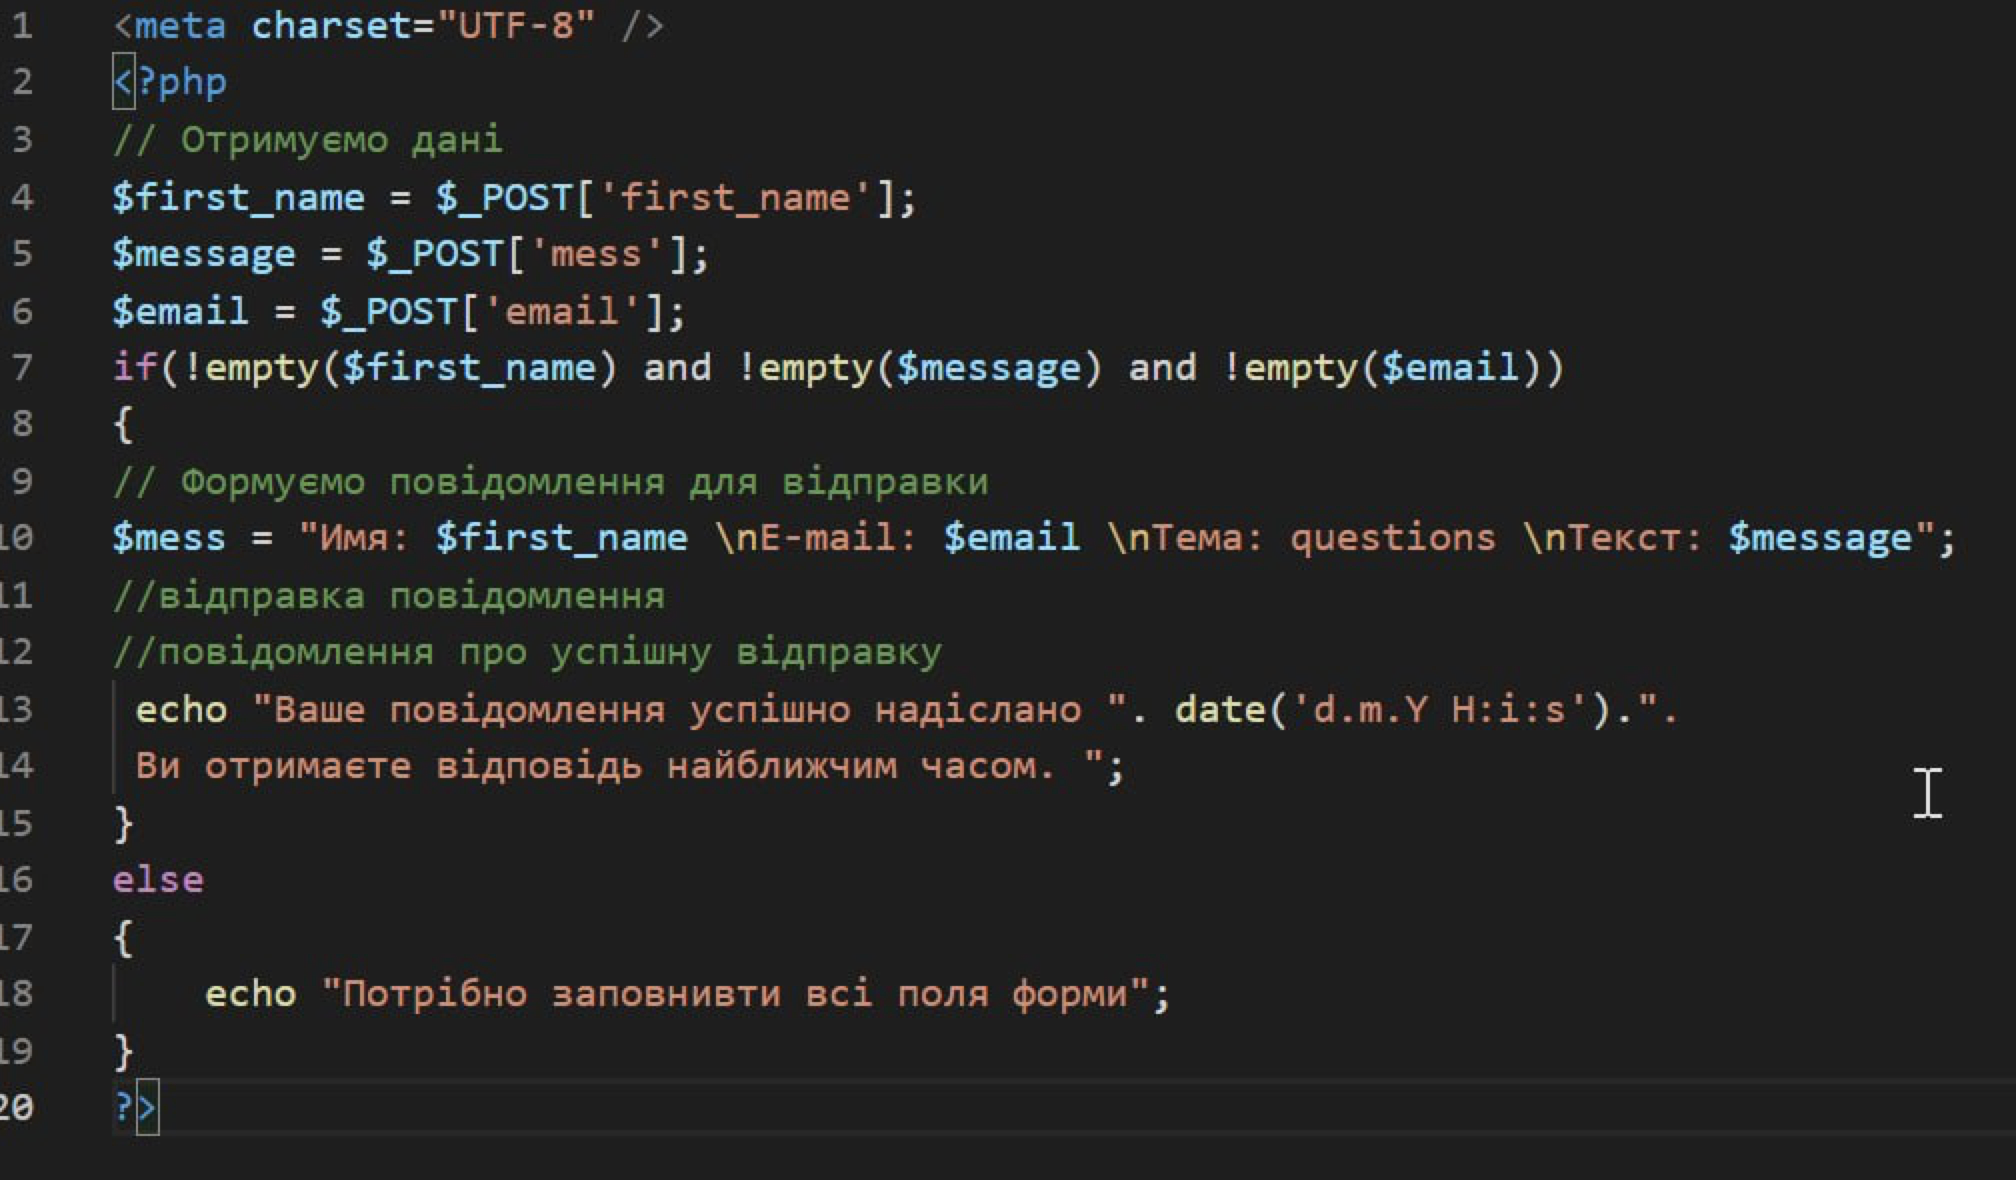 1 <meta charset="UTF-8" />
2 <?php
3 // Отримуємо дані
4 $first_name = $_POST['first_name'];
5 $message = $_POST['mess'];
6 $email = $_POST['email'];
7 if(!empty($first_name) and !empty($message) and !empty($email))
8 {
9 // Формуємо повідомлення для відправки
10 $mess = "Имя: $first_name \nE-mail: $email \nТема: questions \nТекст: $message";
11 //відправка повідомлення
12 //повідомлення про успішну відправку
13 echo "Ваше повідомлення успішно надіслано ". date('d.m.Y H:i:s').".
14 Ви отримаєте відповідь найближчим часом. ";
15 }
16 else
17 {
18 echo "Потрібно заповнивти всі поля форми";
19 }
20 ?>